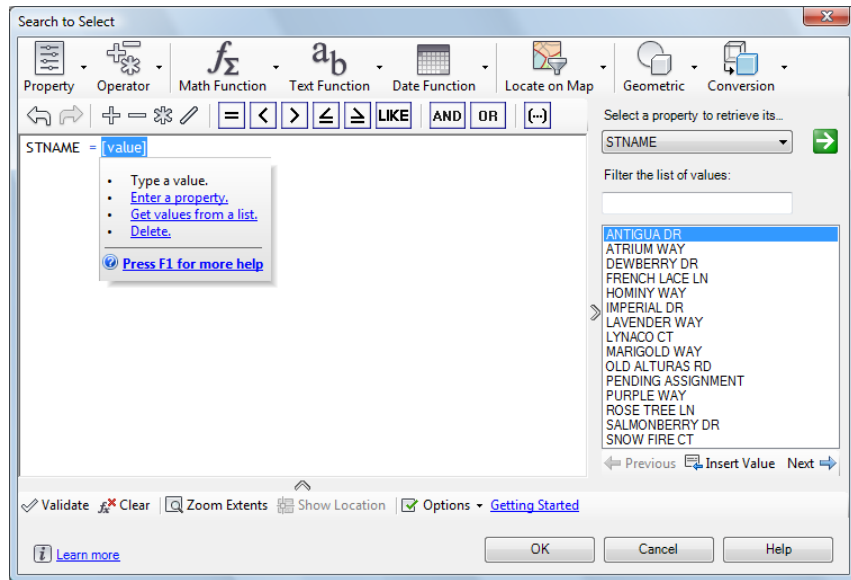 Search to Select
Property Operator Math Function Text Function Date Function Locate on Map Geometric Conversion
= < > ≤ ≥ LIKE AND OR (...)
STNAME = [value]
Type a value.
Enter a property.
Get values from a list.
Delete.
Press F1 for more help
Select a property to retrieve its...
STNAME
Filter the list of values:
ANTIGUA DR
ATRIUM WAY
DEWBERRY DR
FRENCH LACE LN
HOMINY WAY
IMPERIAL DR
LAVENDER WAY
LYNACO CT
MARIGOLD WAY
OLD ALTURAS RD
PENDING ASSIGNMENT
PURPLE WAY
ROSE TREE LN
SALMONBERRY DR
SNOW FIRE CT
Previous Insert Value Next
Validate Clear Zoom Extents Show Location Options Getting Started
Learn more
OK Cancel Help